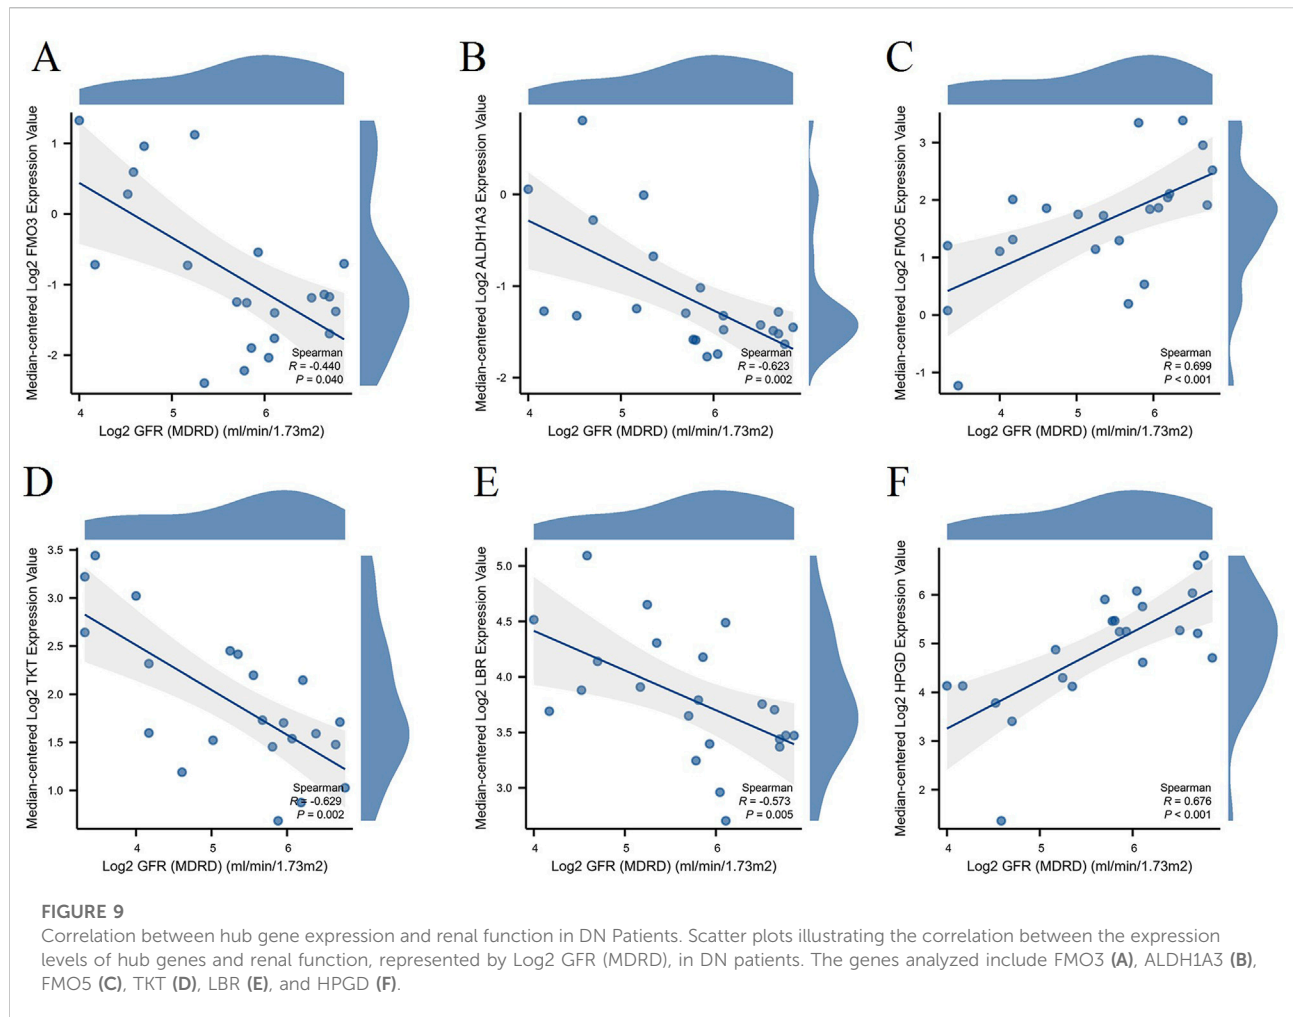 A
Median-centered Log2 FMO3 Expression Value
1
0
-1
-2
4
5
6
Log2 GFR (MDRD) (ml/min/1.73m2)
Spearman
R = -0.440
P = 0.040
B
Median-centered Log2 ALDH1A3 Expression Value
0
-1
-2
4
5
6
Log2 GFR (MDRD) (ml/min/1.73m2)
Spearman
R = -0.623
P = 0.002
C
Median-centered Log2 FMO5 Expression Value
3
2
1
0
-1
4
5
6
Log2 GFR (MDRD) (ml/min/1.73m2)
Spearman
R = 0.699
P < 0.001
D
Median-centered Log2 TKT Expression Value
3.5
3.0
2.5
2.0
1.5
1.0
4
5
6
Log2 GFR (MDRD) (ml/min/1.73m2)
Spearman
R = -0.629
P = 0.002
E
Median-centered Log2 LBR Expression Value
5.0
4.5
4.0
3.5
3.0
4
5
6
Log2 GFR (MDRD) (ml/min/1.73m2)
Spearman
R = -0.573
P = 0.005
F
Median-centered Log2 HPGD Expression Value
6
5
4
3
2
4
5
6
Log2 GFR (MDRD) (ml/min/1.73m2)
Spearman
R = 0.676
P < 0.001
FIGURE 9
Correlation between hub gene expression and renal function in DN Patients. Scatter plots illustrating the correlation between the expression
levels of hub genes and renal function, represented by Log2 GFR (MDRD), in DN patients. The genes analyzed include FMO3 (A), ALDH1A3 (B),
FMO5 (C), TKT (D), LBR (E), and HPGD (F).